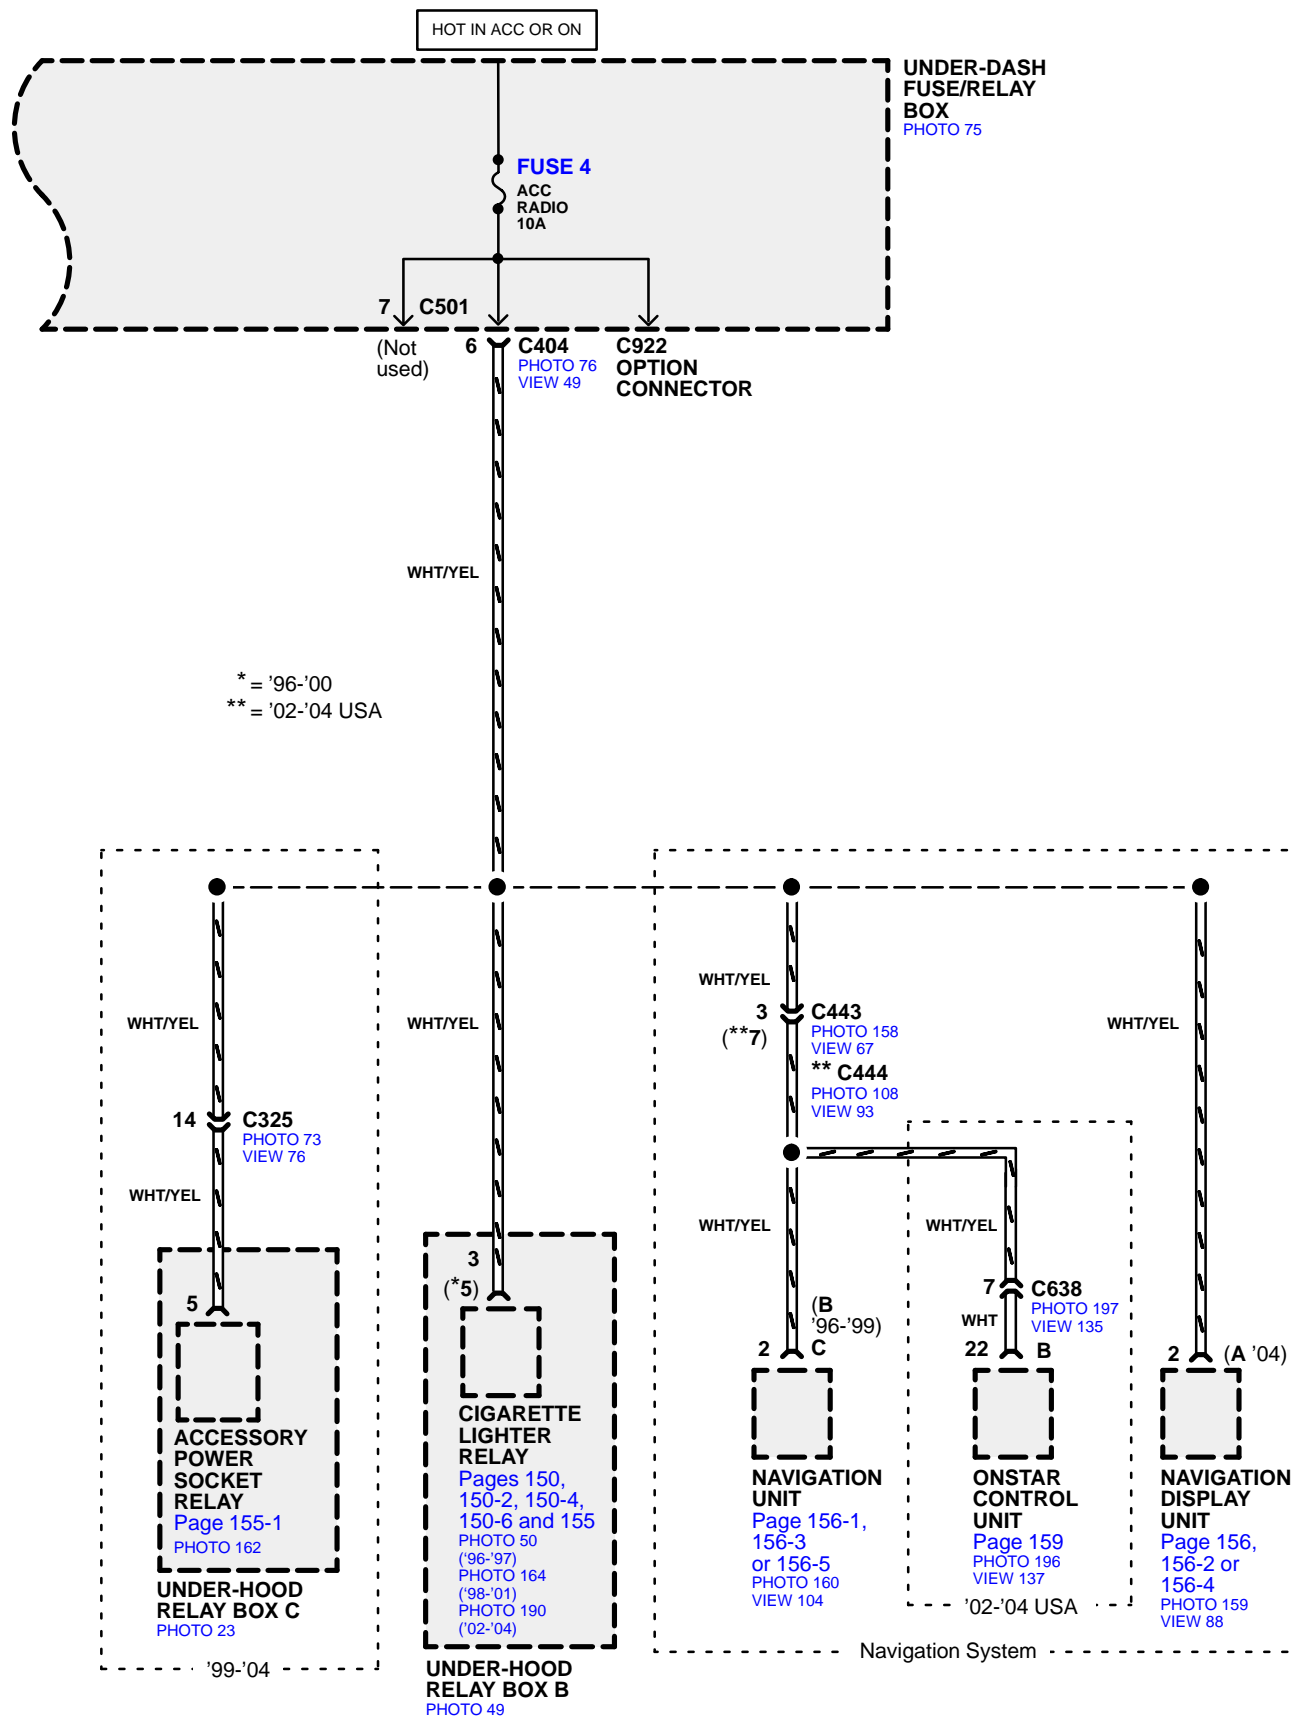 HOT IN ACC OR ON
UNDER-DASH
FUSE/RELAY
BOX
PHOTO 75
FUSE 4
ACC
RADIO
10A
7 C501
(Not
used)
6 C404
PHOTO 76
VIEW 49
C922
OPTION
CONNECTOR
WHT/YEL
* = ’96-’00
** = ’02-’04 USA
WHT/YEL
14 C325
PHOTO 73
VIEW 76
WHT/YEL
5
ACCESSORY
POWER
SOCKET
RELAY
Page 155-1
PHOTO 162
UNDER-HOOD
RELAY BOX C
PHOTO 23
’99-’04
WHT/YEL
3
(*5)
CIGARETTE
LIGHTER
RELAY
Pages 150,
150-2, 150-4,
150-6 and 155
PHOTO 50
(‘96-’97)
PHOTO 164
(‘98-’01)
PHOTO 190
(’02-’04)
UNDER-HOOD
RELAY BOX B
PHOTO 49
WHT/YEL
3 C443
(**7) PHOTO 158
VIEW 67
** C444
PHOTO 108
VIEW 93
WHT/YEL
(B
’96-’99)
2 C
NAVIGATION
UNIT
Page 156-1,
156-3
or 156-5
PHOTO 160
VIEW 104
WHT/YEL
7 C638
PHOTO 197
VIEW 135
WHT
22 B
ONSTAR
CONTROL
UNIT
Page 159
PHOTO 196
VIEW 137
’02-’04 USA
WHT/YEL
2 (A ’04)
NAVIGATION
DISPLAY
UNIT
Page 156,
156-2 or
156-4
PHOTO 159
VIEW 88
Navigation System